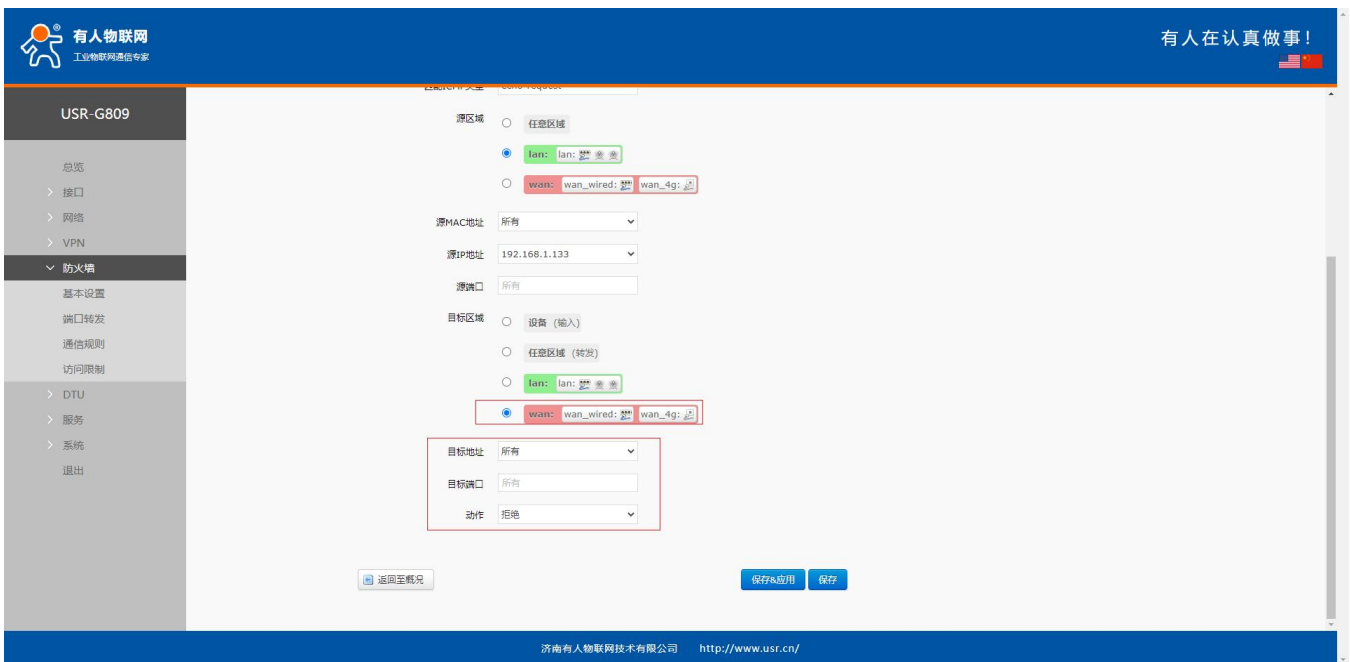 有人物联网
工业物联网通信专家
有人在认真做事!
USR-G809
总览
接口
网络
VPN
防火墙
基本设置
端口转发
通信规则
访问限制
DTU
服务
系统
退出
源区域
任意区域
lan: lan:
wan: wan_wired: wan_4g:
源MAC地址 所有
源IP地址 192.168.1.133
源端口 所有
目标区域
设备 (输入)
任意区域 (转发)
lan: lan:
wan: wan_wired: wan_4g:
目标地址 所有
目标端口 所有
动作 拒绝
返回至概况
保存&应用 保存
济南有人物联网技术有限公司 http://www.usr.cn/